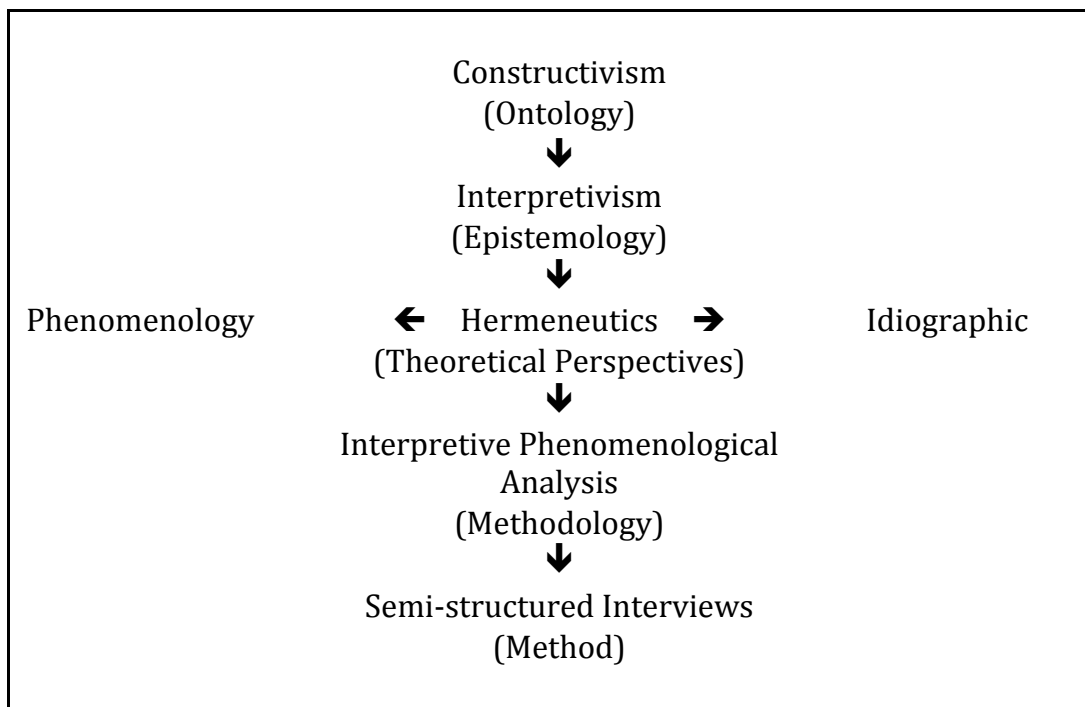 Constructivism
(Ontology)
🡻
Interpretivism
(Epistemology)
🡻
Phenomenology 🡸 Hermeneutics 🡺 Idiographic
(Theoretical Perspectives)
🡻
Interpretive Phenomenological
Analysis
(Methodology)
🡻
Semi-structured Interviews
(Method)